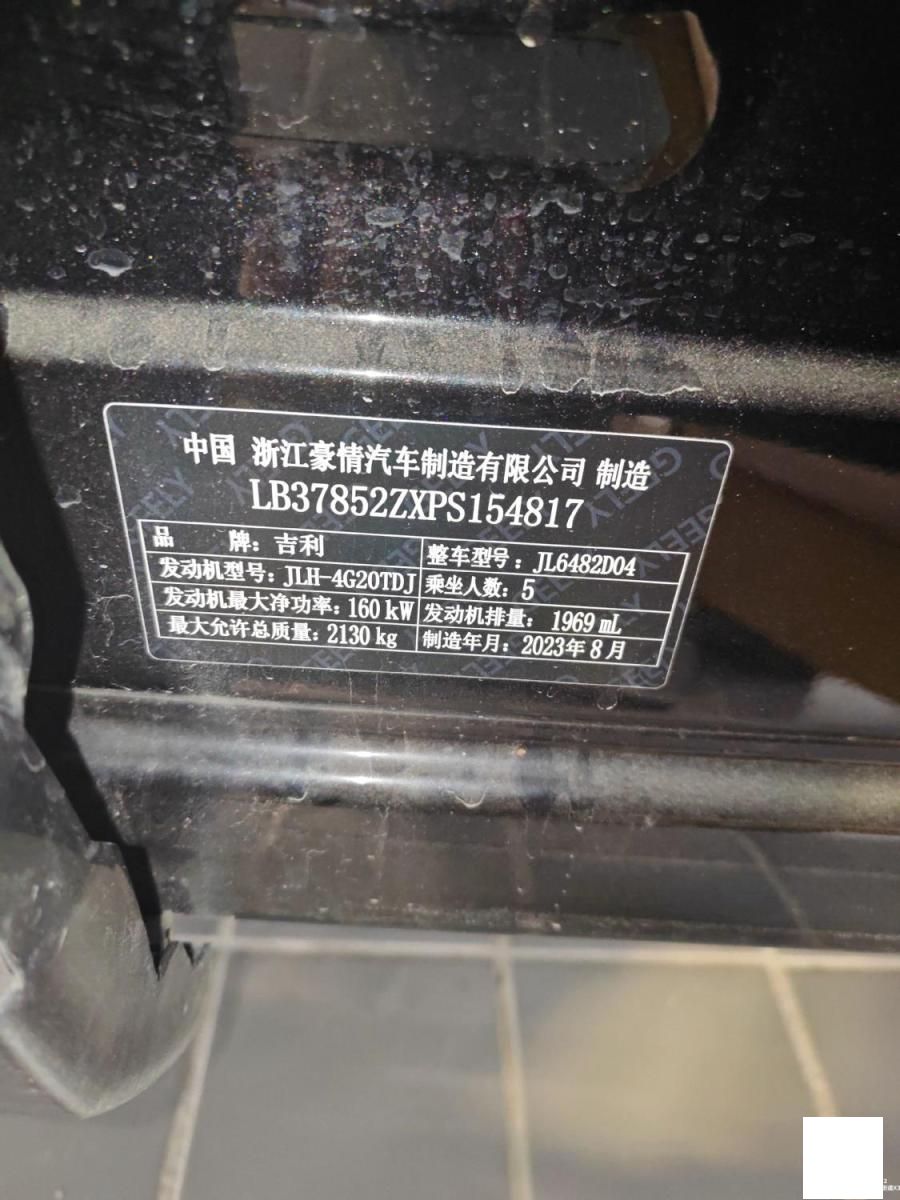 中国 浙江豪情汽车制造有限公司 制造
LB37852ZXPS154817
品 牌：吉利 整车型号：JL6482D04
发动机型号：JLH-4G20TDJ 乘坐人数：5
发动机最大净功率：160 kW 发动机排量： 1969 mL
最大允许总质量：2130 kg 制造年月：2023年 8 月